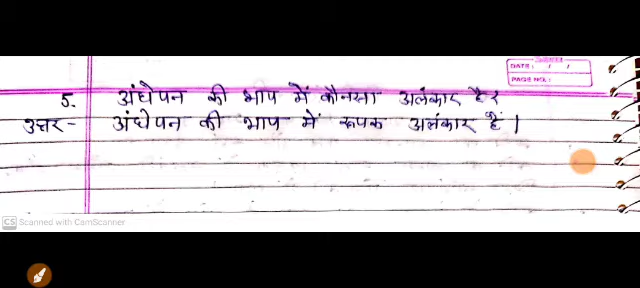 DATE: / /
PAGE NO.:
5. अंधेपन की भाप में कौनसा अलंकार है?
उत्तर- अंधेपन की भाप में रूपक अलंकार हैं।
CS Scanned with CamScanner